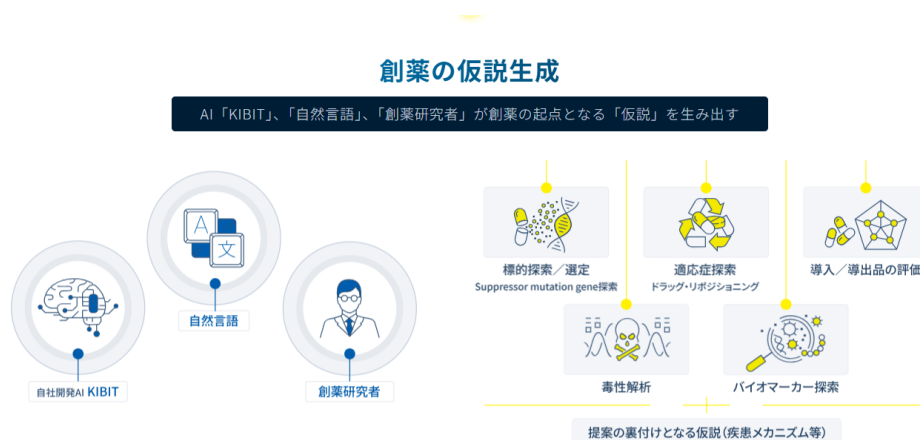 創薬の仮説生成
AI「KIBIT」、「自然言語」、「創薬研究者」が創薬の起点となる「仮説」を生み出す
A
文
自然言語
自社開発AI KIBIT
創薬研究者
標的探索／選定
Suppressor mutation gene探索
適応症探索
ドラッグ・リポジショニング
導入／導出品の評価
毒性解析
バイオマーカー探索
提案の裏付けとなる仮説（疾患メカニズム等）